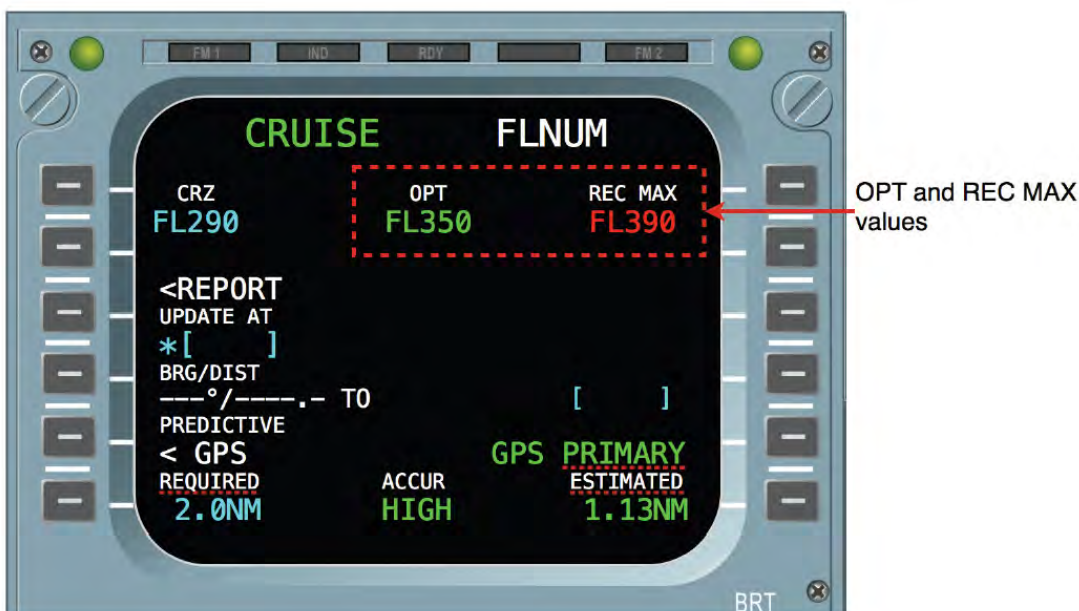 FM 1 IND RDY FM 2
CRUISE FLNUM
CRZ OPT REC MAX
FL290 FL350 FL390
OPT and REC MAX
values
<REPORT
UPDATE AT
*[ ]
BRG/DIST
---°/----.- TO [ ]
PREDICTIVE
< GPS GPS PRIMARY
REQUIRED ACCUR ESTIMATED
2.0NM HIGH 1.13NM
BRT